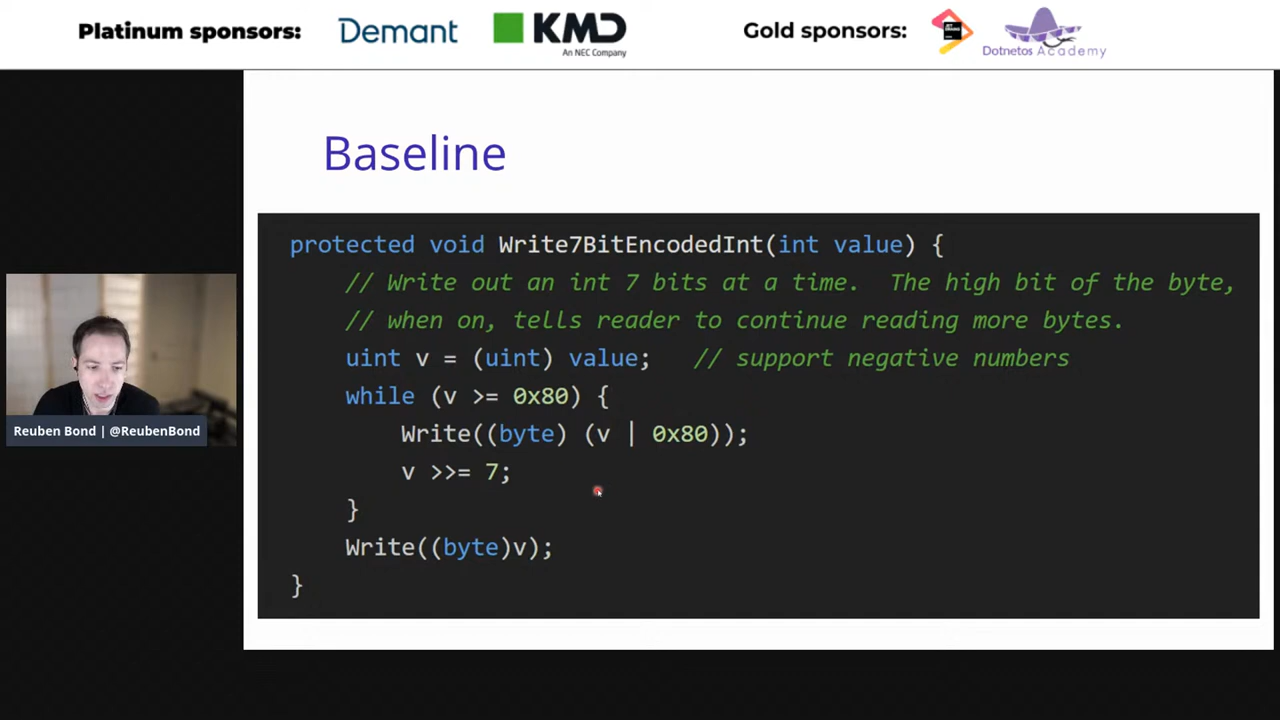 Platinum sponsors: Demant KMD Gold sponsors:
An NEC Company
Dotnetos Academy
Baseline
protected void Write7BitEncodedInt(int value) {
// Write out an int 7 bits at a time.  The high bit of the byte,
// when on, tells reader to continue reading more bytes.
uint v = (uint) value;   // support negative numbers
while (v >= 0x80) {
Write((byte) (v | 0x80));
v >>= 7;
}
Write((byte)v);
}
Reuben Bond | @ReubenBond